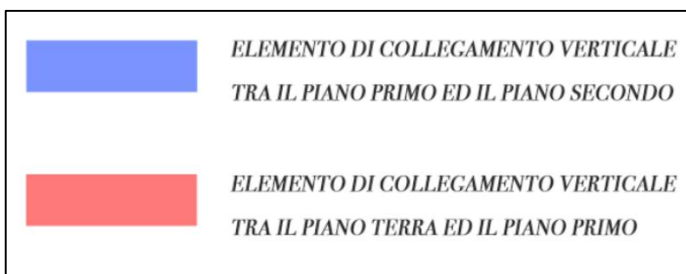 ELEMENTO DI COLLEGAMENTO VERTICALE
TRA IL PIANO PRIMO ED IL PIANO SECONDO
ELEMENTO DI COLLEGAMENTO VERTICALE
TRA IL PIANO TERRA ED IL PIANO PRIMO